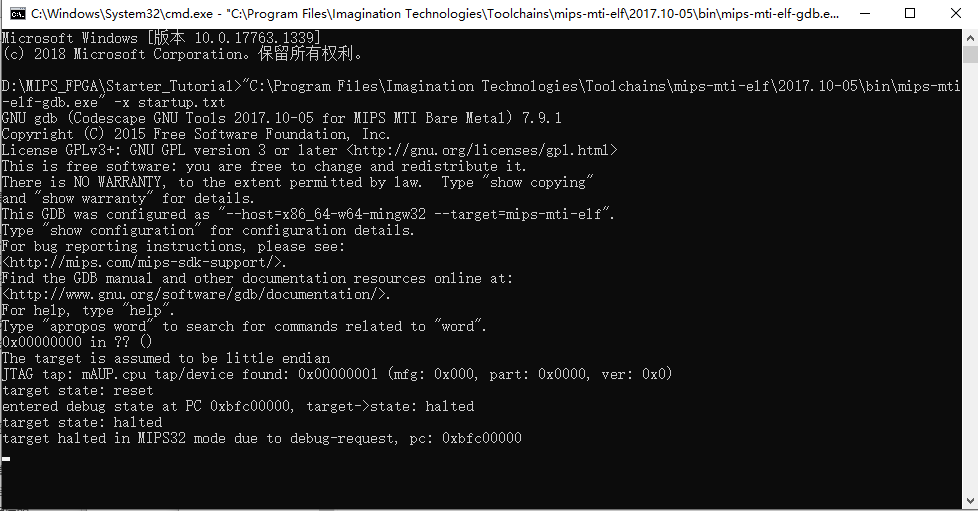 C:\Windows\System32\cmd.exe - "C:\Program Files\Imagination Technologies\Toolchains\mips-mti-elf\2017.10-05\bin\mips-mti-elf-gdb.e...
Microsoft Windows [版本 10.0.17763.1339]
(c) 2018 Microsoft Corporation。保留所有权利。
D:\MIPS_FPGA\Starter_Tutorial>"C:\Program Files\Imagination Technologies\Toolchains\mips-mti-elf\2017.10-05\bin\mips-mti
-elf-gdb.exe" -x startup.txt
GNU gdb (Codescape GNU Tools 2017.10-05 for MIPS MTI Bare Metal) 7.9.1
Copyright (C) 2015 Free Software Foundation, Inc.
License GPLv3+: GNU GPL version 3 or later <http://gnu.org/licenses/gpl.html>
This is free software: you are free to change and redistribute it.
There is NO WARRANTY, to the extent permitted by law.  Type "show copying"
and "show warranty" for details.
This GDB was configured as "--host=x86_64-w64-mingw32 --target=mips-mti-elf".
Type "show configuration" for configuration details.
For bug reporting instructions, please see:
<http://mips.com/mips-sdk-support/>.
Find the GDB manual and other documentation resources online at:
<http://www.gnu.org/software/gdb/documentation/>.
For help, type "help".
Type "apropos word" to search for commands related to "word".
0x00000000 in ?? ()
The target is assumed to be little endian
JTAG tap: mAUP.cpu tap/device found: 0x00000001 (mfg: 0x000, part: 0x0000, ver: 0x0)
target state: reset
entered debug state at PC 0xbfc00000, target->state: halted
target state: halted
target halted in MIPS32 mode due to debug-request, pc: 0xbfc00000